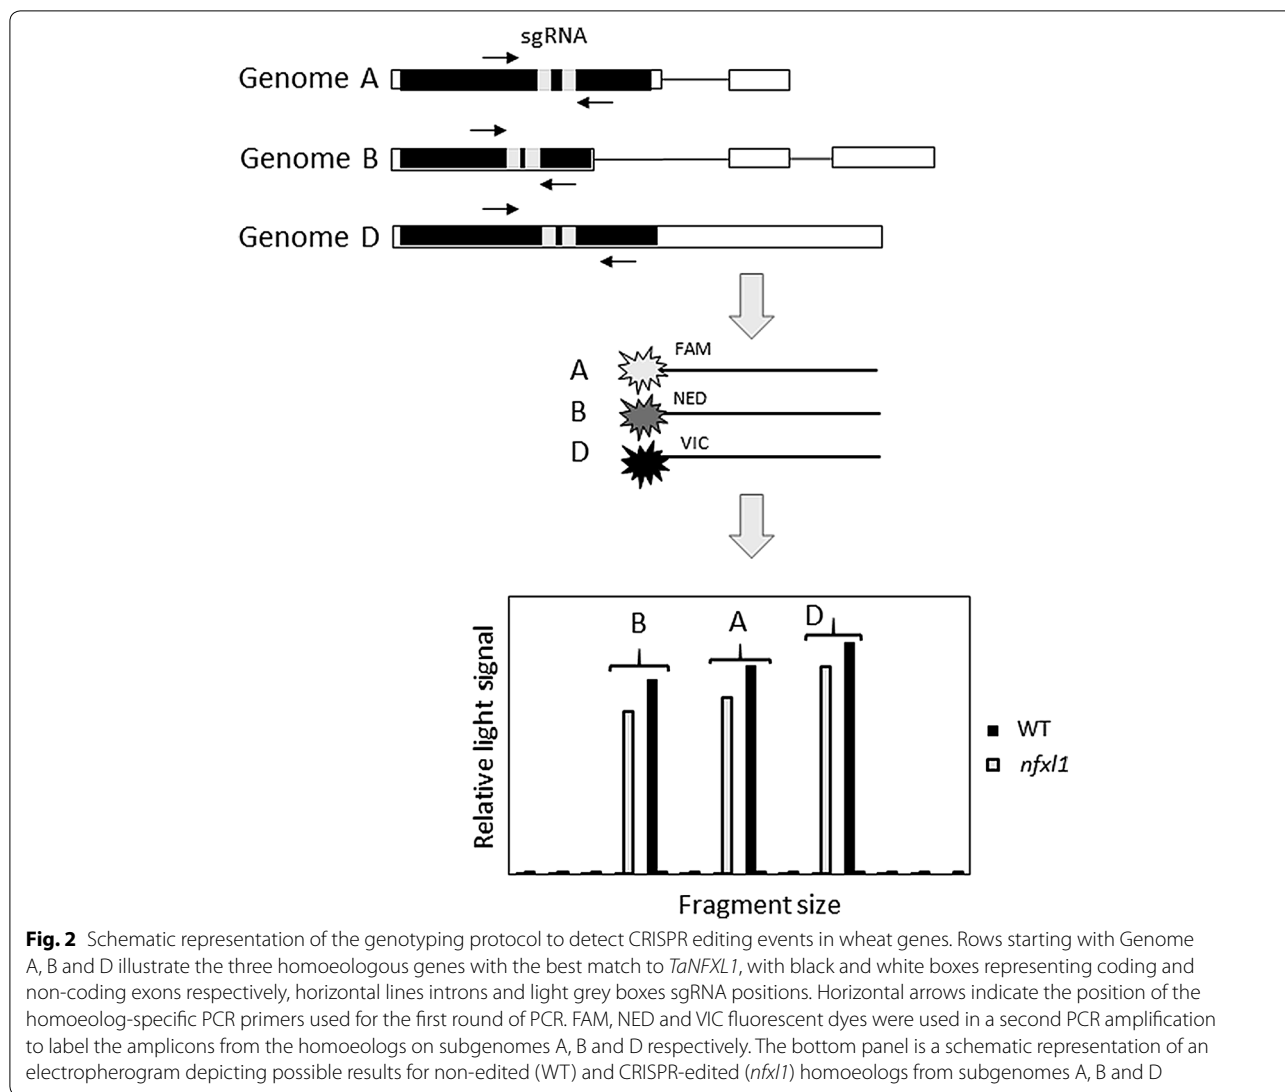 sgRNA
Genome A
Genome B
Genome D
A FAM
B NED
D VIC
B A D
Relative light signal
WT
nfxl1
Fragment size
Fig. 2 Schematic representation of the genotyping protocol to detect CRISPR editing events in wheat genes. Rows starting with Genome
A, B and D illustrate the three homoeologous genes with the best match to TaNFXL1, with black and white boxes representing coding and
non-coding exons respectively, horizontal lines introns and light grey boxes sgRNA positions. Horizontal arrows indicate the position of the
homoeolog-specific PCR primers used for the first round of PCR. FAM, NED and VIC fluorescent dyes were used in a second PCR amplification
to label the amplicons from the homoeologs on subgenomes A, B and D respectively. The bottom panel is a schematic representation of an
electropherogram depicting possible results for non-edited (WT) and CRISPR-edited (nfxl1) homoeologs from subgenomes A, B and D